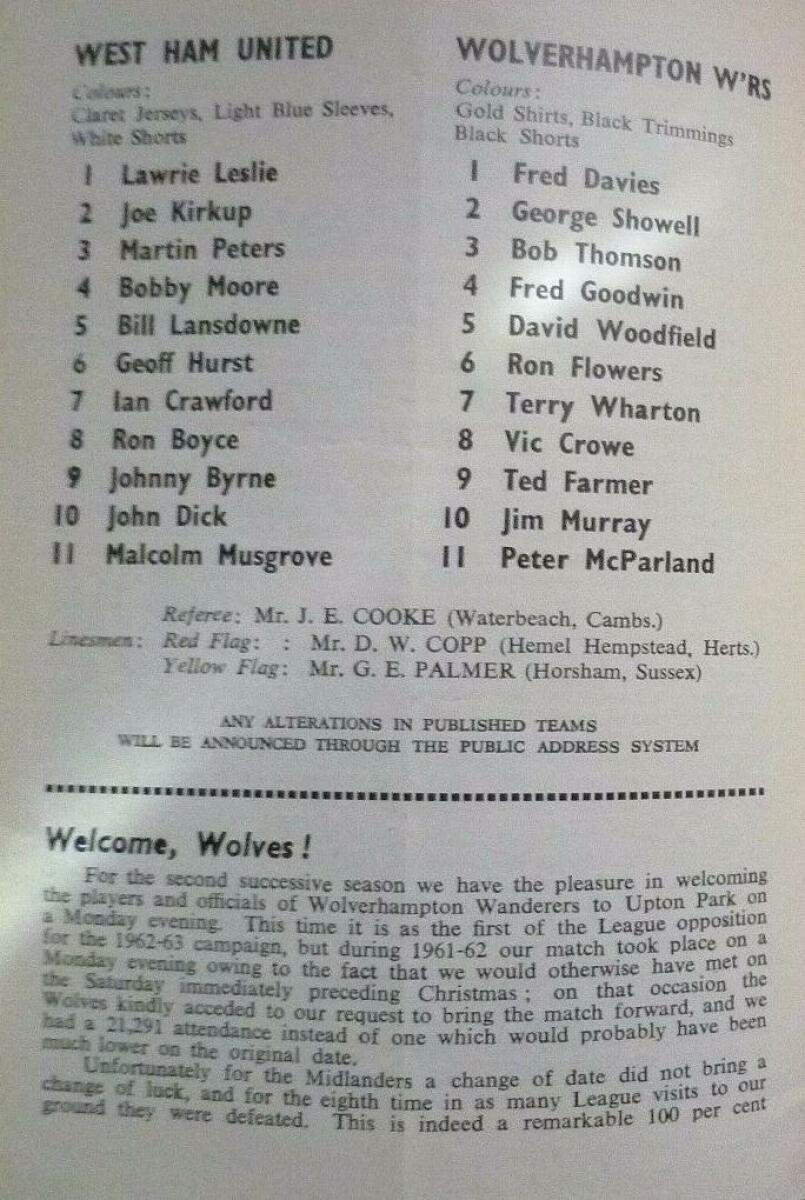 WEST HAM UNITED
Colours:
Claret Jerseys, Light Blue Sleeves,
White Shorts
1 Lawrie Leslie
2 Joe Kirkup
3 Martin Peters
4 Bobby Moore
5 Bill Lansdowne
6 Geoff Hurst
7 Ian Crawford
8 Ron Boyce
9 Johnny Byrne
10 John Dick
11 Malcolm Musgrove
WOLVERHAMPTON W'RS
Colours:
Gold Shirts, Black Trimmings
Black Shorts
1 Fred Davies
2 George Showell
3 Bob Thomson
4 Fred Goodwin
5 David Woodfield
6 Ron Flowers
7 Terry Wharton
8 Vic Crowe
9 Ted Farmer
10 Jim Murray
11 Peter McParland
Referee: Mr. J. E. COOKE (Waterbeach, Cambs.)
Linesmen: Red Flag: : Mr. D. W. COPP (Hemel Hempstead, Herts.)
Yellow Flag: Mr. G. E. PALMER (Horsham, Sussex)
ANY ALTERATIONS IN PUBLISHED TEAMS
WILL BE ANNOUNCED THROUGH THE PUBLIC ADDRESS SYSTEM
Welcome, Wolves!
For the second successive season we have the pleasure in welcoming
the players and officials of Wolverhampton Wanderers to Upton Park on
a Monday evening. This time it is as the first of the League opposition
for the 1962-63 campaign, but during 1961-62 our match took place on a
Monday evening owing to the fact that we would otherwise have met on
the Saturday immediately preceding Christmas; on that occasion the
Wolves kindly acceded to our request to bring the match forward, and we
had a 21,291 attendance instead of one which would probably have been
much lower on the original date.
Unfortunately for the Midlanders a change of date did not bring a
change of luck, and for the eighth time in as many League visits to our
ground they were defeated. This is indeed a remarkable 100 per cent